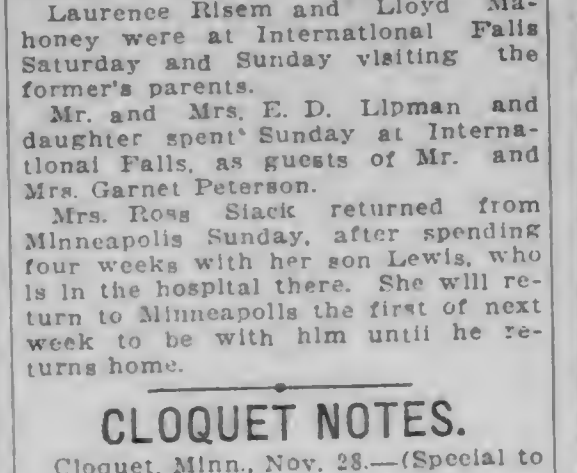 Laurence Risem and Lloyd Ma-
honey were at International Falls
Saturday and Sunday visiting the
former's parents.
Mr. and Mrs. E. D. Lipman and
daughter spent Sunday at Interna-
tional Falls, as guests of Mr. and
Mrs. Garnet Peterson.
Mrs. Ross Slack returned from
Minneapolis Sunday, after spending
four weeks with her son Lewis, who
is in the hospital there. She will re-
turn to Minneapolis the first of next
week to be with him until he re-
turns home.
CLOQUET NOTES.
Cloquet, Minn., Nov. 28.—(Special to